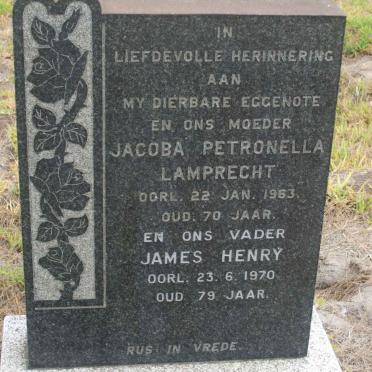 IN
LIEFDEVOLLE HERINNERING
AAN
MY DIERBARE EGGENOTE
EN ONS MOEDER
JACOBA PETRONELLA
LAMPRECHT
OORL. 22 JAN. 1963.
OUD 70 JAAR.
EN ONS VADER
JAMES HENRY
OORL. 23.6.1970
OUD 79 JAAR.
RUS IN VREDE.